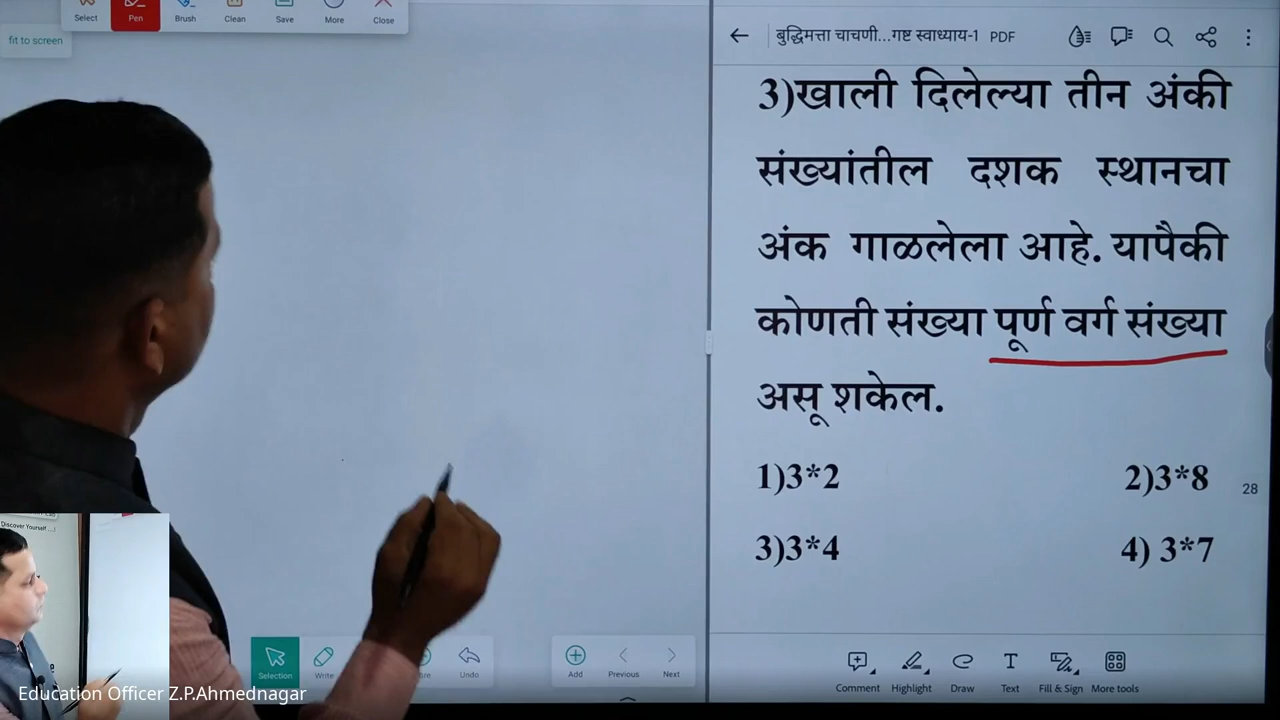 Select Pen Brush Clean Save More Close
fit to screen
बुद्धिमत्ता चाचणी...गष्ट स्वाध्याय-1 PDF
3)खाली दिलेल्या तीन अंकी
संख्यांतील दशक स्थानचा
अंक गाळलेला आहे. यापैकी
कोणती संख्या पूर्ण वर्ग संख्या
असू शकेल.
1)3*2 2)3*8
28
3)3*4 4) 3*7
Discover Yourself ....
Selection Write Undo Add Previous Next
Comment Highlight Draw Text Fill & Sign More tools
Education Officer Z.P.Ahmednagar